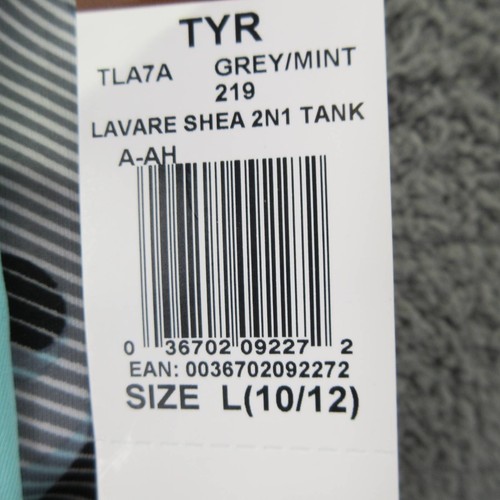 TYR
TLA7A GREY/MINT
219
LAVARE SHEA 2N1 TANK
A-AH
0 36702 09227 2
EAN: 0036702092272
SIZE L(10/12)